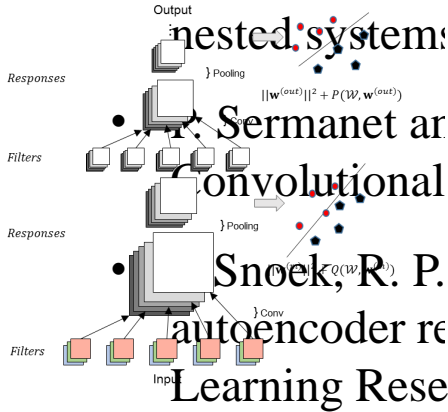 Output
nested systems
} Pooling
Responses
||𝐰^(out)||² + P(𝒲, 𝐰^(out))
• P. Sermanet an
} Conv
Filters
Convolutional
} Pooling
Responses
• Snoek, R. P.
} Conv
autoencoder re
Filters
Input
Learning Rese